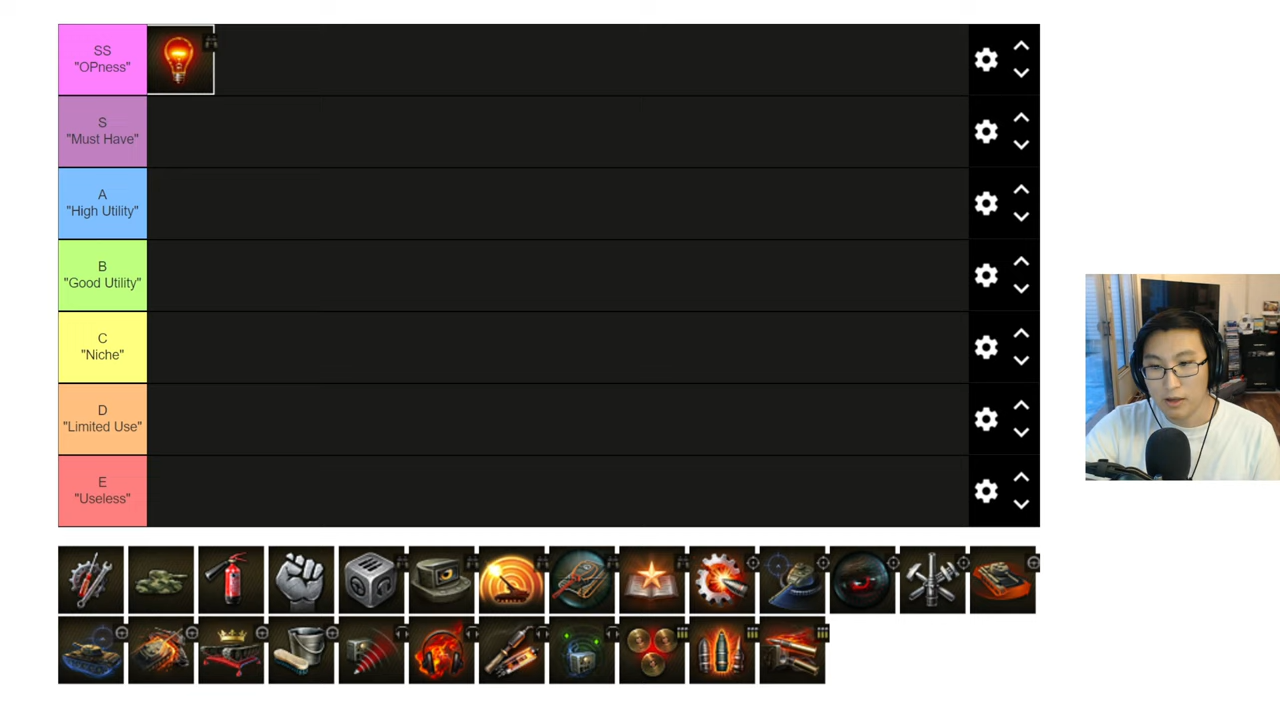 SS
"OPness"
S
"Must Have"
A
"High Utility"
B
"Good Utility"
C
"Niche"
D
"Limited Use"
E
"Useless"